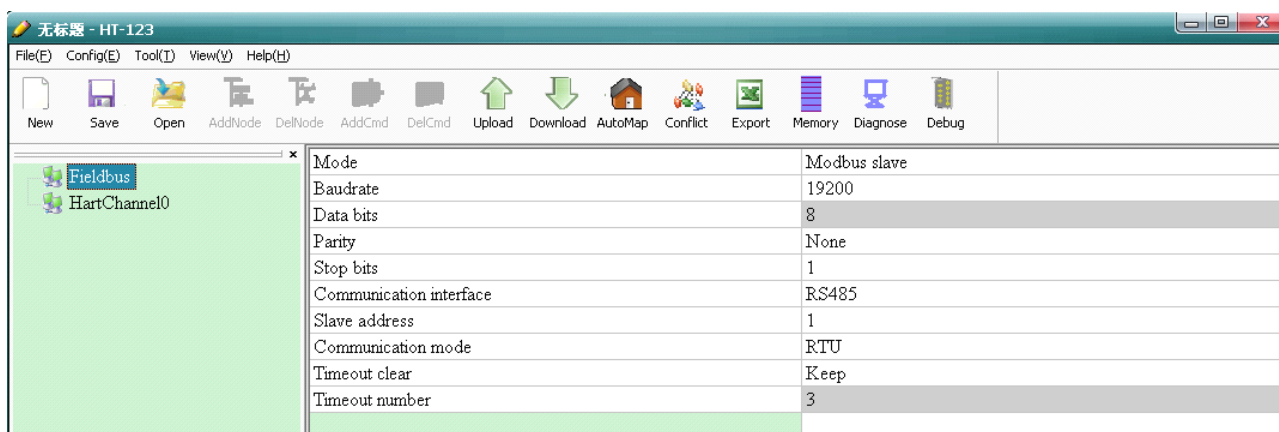 无标题 - HT-123
File(F) Config(E) Tool(T) View(V) Help(H)
New Save Open AddNode DelNode AddCmd DelCmd Upload Download AutoMap Conflict Export Memory Diagnose Debug
Fieldbus
HartChannel0
Mode Modbus slave
Baudrate 19200
Data bits 8
Parity None
Stop bits 1
Communication interface RS485
Slave address 1
Communication mode RTU
Timeout clear Keep
Timeout number 3